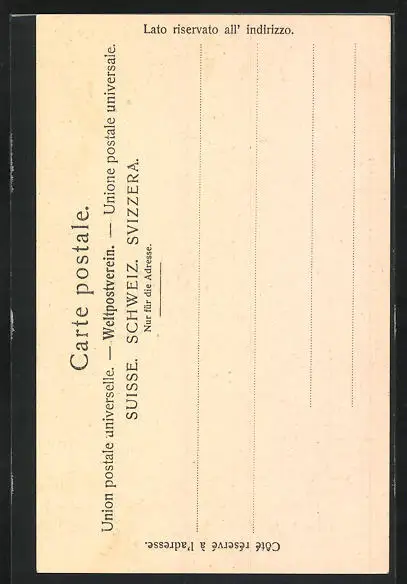 Carte postale.
Union postale universelle. — Weltpostverein. — Unione postale universale.
SUISSE. SCHWEIZ. SVIZZERA.
Nur für die Adresse.
Côté réservé à l'adresse.
Lato riservato all' indirizzo.